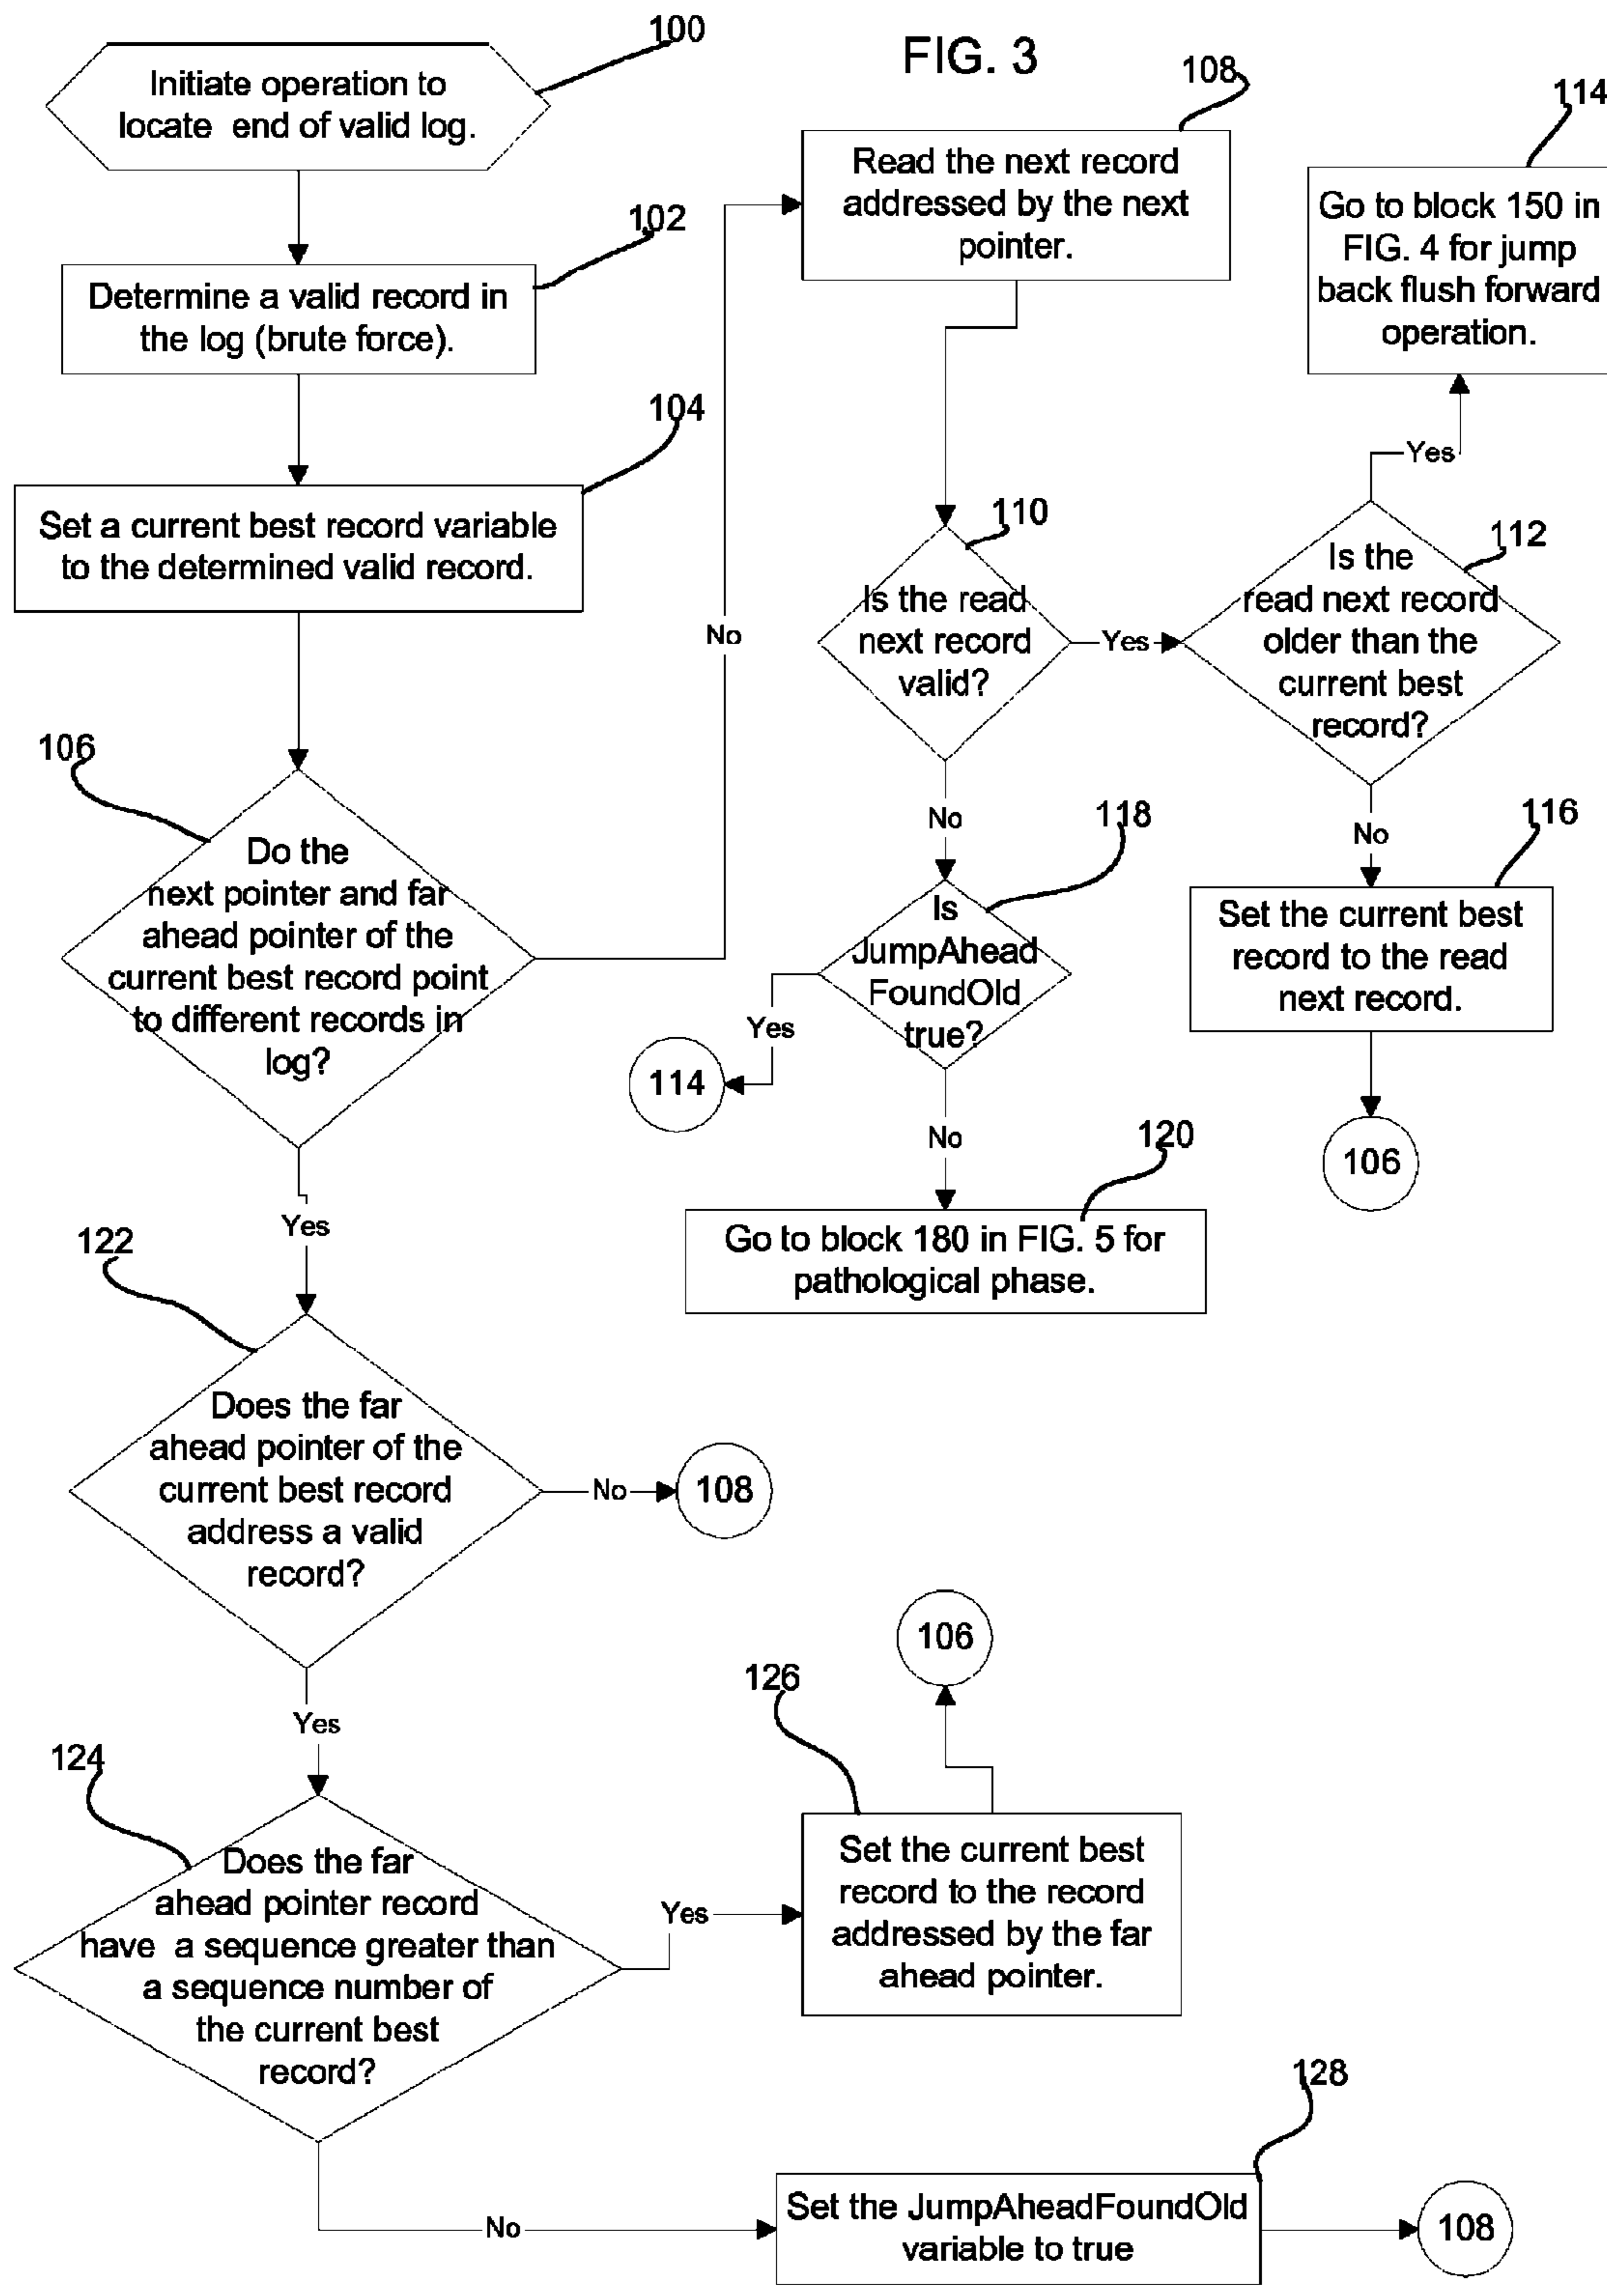 FIG. 3
100
Initiate operation to
locate end of valid log.
102
Determine a valid record in
the log (brute force).
104
Set a current best record variable
to the determined valid record.
106
Do the
next pointer and far
ahead pointer of the
current best record point
to different records in
log?
No
Yes
108
Read the next record
addressed by the next
pointer.
110
Is the read
next record
valid?
Yes
No
112
Is the
read next record
older than the
current best
record?
Yes
No
114
Go to block 150 in
FIG. 4 for jump
back flush forward
operation.
116
Set the current best
record to the read
next record.
106
118
Is
JumpAhead
FoundOld
true?
Yes
114
No
120
Go to block 180 in FIG. 5 for
pathological phase.
122
Does the far
ahead pointer of the
current best record
address a valid
record?
No
108
Yes
124
Does the far
ahead pointer record
have a sequence greater than
a sequence number of
the current best
record?
Yes
126
Set the current best
record to the record
addressed by the far
ahead pointer.
106
No
128
Set the JumpAheadFoundOld
variable to true
108